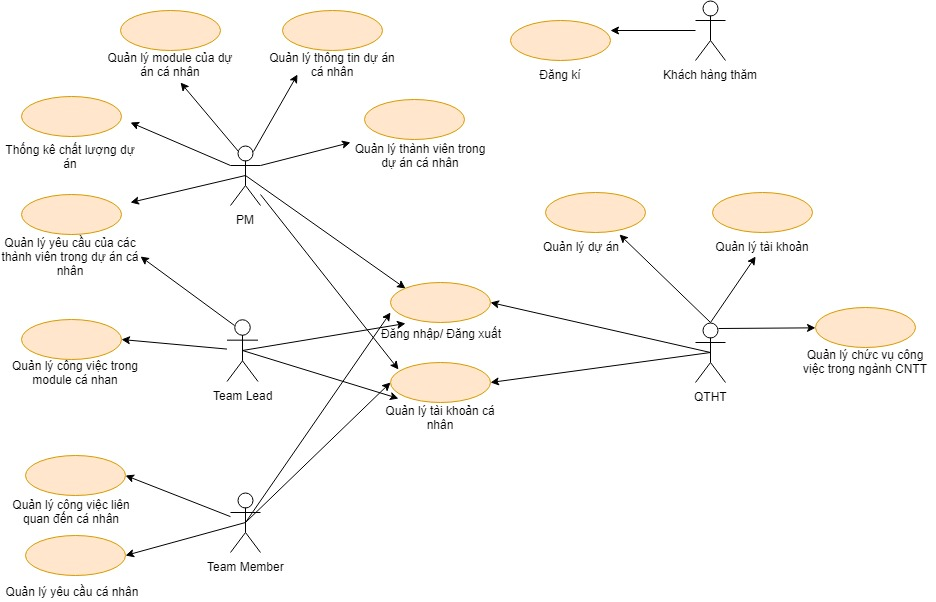 Quản lý module của dự
án cá nhân
Quản lý thông tin dự án
cá nhân
Đăng kí
Khách hàng thăm
Thống kê chất lượng dự
án
Quản lý thành viên trong
dự án cá nhân
PM
Quản lý yêu cầu của các
thành viên trong dự án cá
nhân
Quản lý dự án
Quản lý tài khoản
Đăng nhập/ Đăng xuất
Quản lý công việc trong
module cá nhan
Team Lead
Quản lý tài khoản cá
nhân
QTHT
Quản lý chức vụ công
việc trong ngành CNTT
Quản lý công việc liên
quan đến cá nhân
Team Member
Quản lý yêu cầu cá nhân